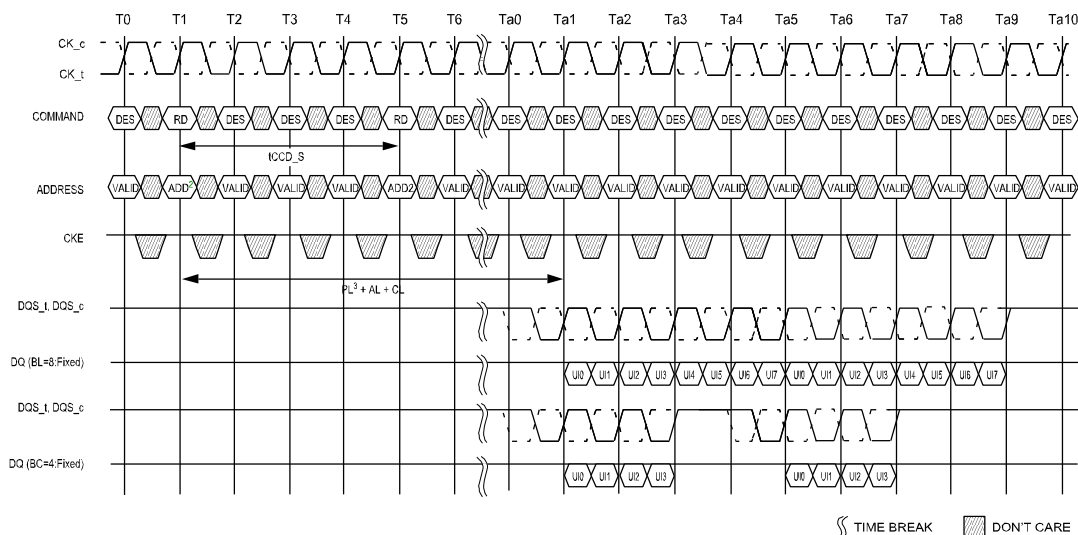 T0 T1 T2 T3 T4 T5 T6 Ta0 Ta1 Ta2 Ta3 Ta4 Ta5 Ta6 Ta7 Ta8 Ta9 Ta10
CK_c
CK_t
COMMAND DES RD DES DES DES RD DES DES DES DES DES DES DES DES DES DES DES DES
tCCD_S
ADDRESS VALID ADD2 VALID VALID VALID ADD2 VALID VALID VALID VALID VALID VALID VALID VALID VALID VALID VALID VALID
CKE
PL3 + AL + CL
DQS_t, DQS_c
DQ (BL=8:Fixed) UI0 UI1 UI2 UI3 UI4 UI5 UI6 UI7 UI0 UI1 UI2 UI3 UI4 UI5 UI6 UI7
DQS_t, DQS_c
DQ (BC=4:Fixed) UI0 UI1 UI2 UI3 UI0 UI1 UI2 UI3
TIME BREAK DON'T CARE